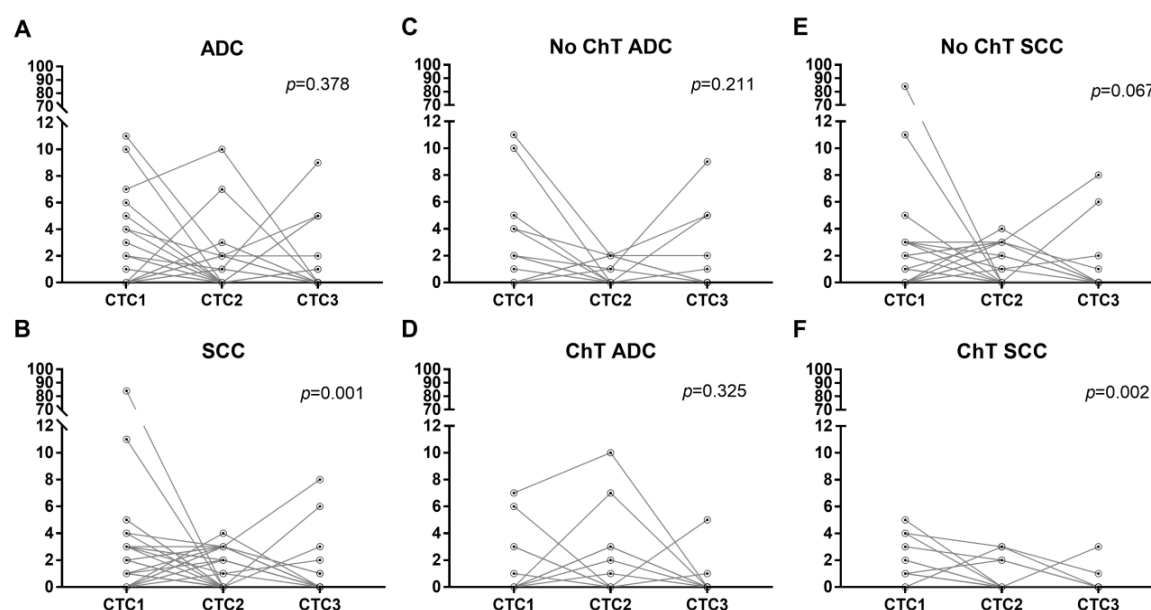 A
ADC
p=0.378
100
90
80
70
12
10
8
6
4
2
0
CTC1 CTC2 CTC3
C
No ChT ADC
p=0.211
100
90
80
70
12
10
8
6
4
2
0
CTC1 CTC2 CTC3
E
No ChT SCC
p=0.067
100
90
80
70
12
10
8
6
4
2
0
CTC1 CTC2 CTC3
B
SCC
p=0.001
100
90
80
70
12
10
8
6
4
2
0
CTC1 CTC2 CTC3
D
ChT ADC
p=0.325
100
90
80
70
12
10
8
6
4
2
0
CTC1 CTC2 CTC3
F
ChT SCC
p=0.002
100
90
80
70
12
10
8
6
4
2
0
CTC1 CTC2 CTC3